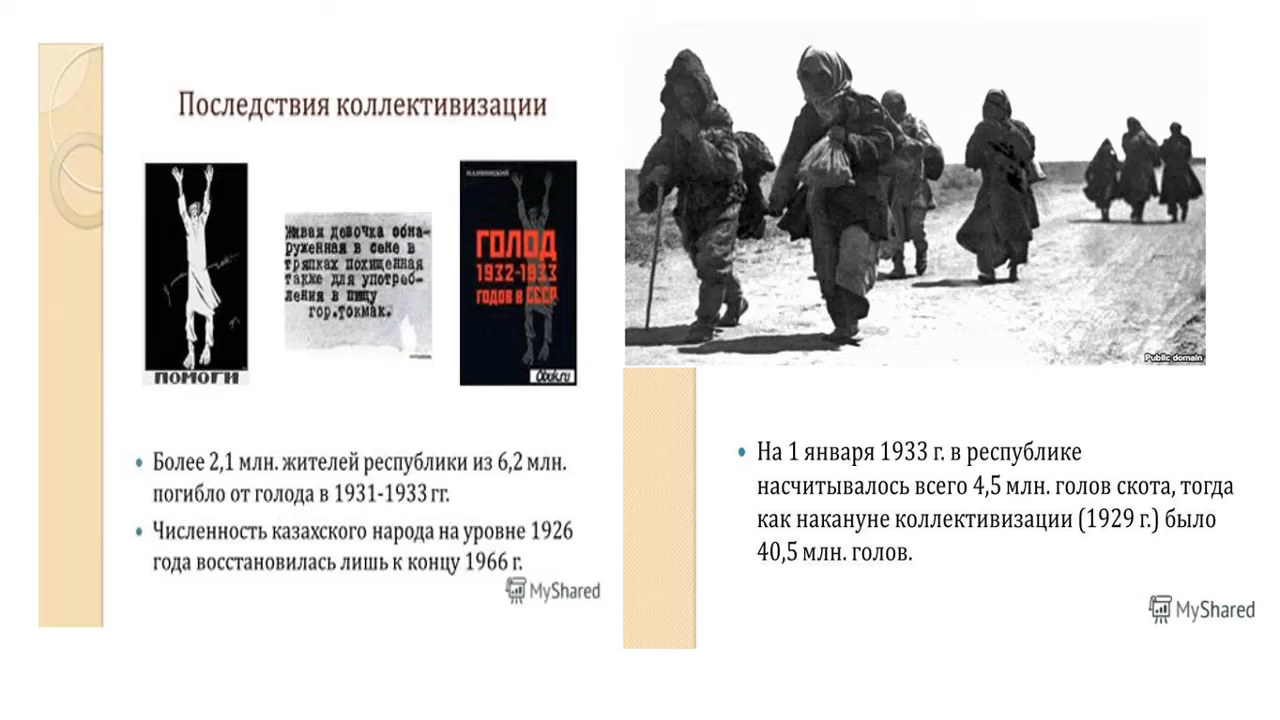 Последствия коллективизации
ПОМОГИ
Живая девочка обна-
руженная в сене в
тряпках похищенная
также для употреб-
ления в пищу
гор.Токмак.
ГОЛОД
1932-1933
ГОДОВ В СССР
Obuk.ru
Более 2,1 млн. жителей республики из 6,2 млн.
погибло от голода в 1931-1933 гг.
Численность казахского народа на уровне 1926
года восстановилась лишь к концу 1966 г.
MyShared
Public domain
На 1 января 1933 г. в республике
насчитывалось всего 4,5 млн. голов скота, тогда
как накануне коллективизации (1929 г.) было
40,5 млн. голов.
MyShared